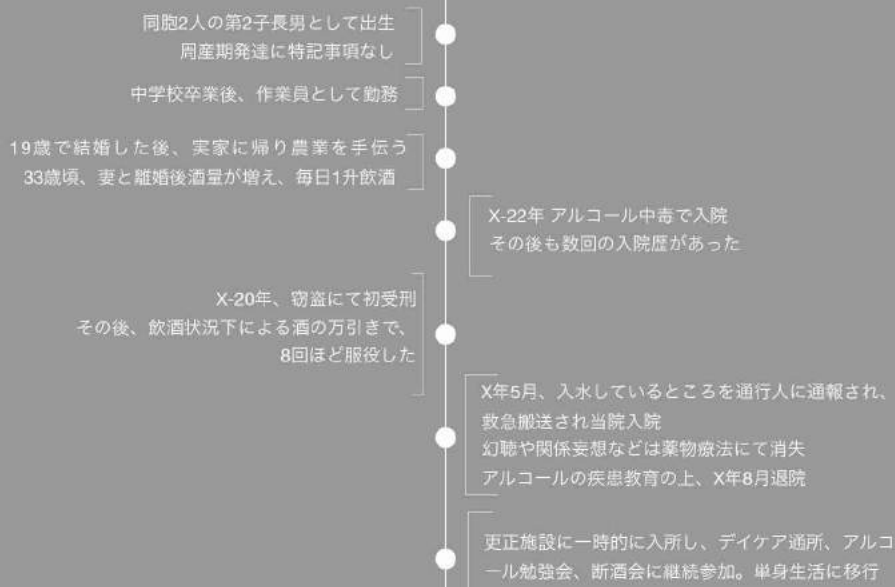 同胞2人の第2子長男として出生
周産期発達に特記事項なし
中学校卒業後、作業員として勤務
19歳で結婚した後、実家に帰り農業を手伝う
33歳頃、妻と離婚後酒量が増え、毎日1升飲酒
X-22年 アルコール中毒で入院
その後も数回の入院歴があった
X-20年、窃盗にて初受刑
その後、飲酒状況下による酒の万引きで、
8回ほど服役した
X年5月、入水しているところを通行人に通報され、
救急搬送され当院入院
幻聴や関係妄想などは薬物療法にて消失
アルコールの疾患教育の上、X年8月退院
更正施設に一時的に入所し、デイケア通所、アルコ
ール勉強会、断酒会に継続参加。単身生活に移行